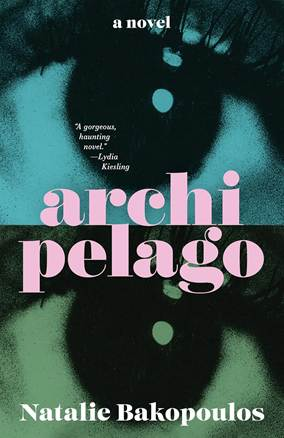 a novel
“A gorgeous,
haunting
novel.”
—Lydia
Kiesling
archi
pelago
Natalie Bakopoulos